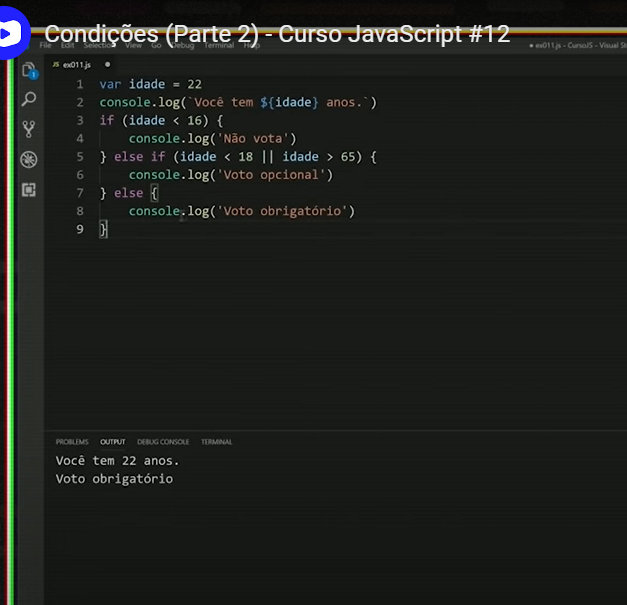 Condições (Parte 2) - Curso JavaScript #12
File Edit Selection View Go Debug Terminal Help
● ex011.js - CursoJS - Visual St
JS ex011.js ●
1
1 var idade = 22
2 console.log(`Você tem ${idade} anos.`)
3 if (idade < 16) {
4 console.log('Não vota')
5 } else if (idade < 18 || idade > 65) {
6 console.log('Voto opcional')
7 } else {
8 console.log('Voto obrigatório')
9 }
PROBLEMS OUTPUT DEBUG CONSOLE TERMINAL
Você tem 22 anos.
Voto obrigatório